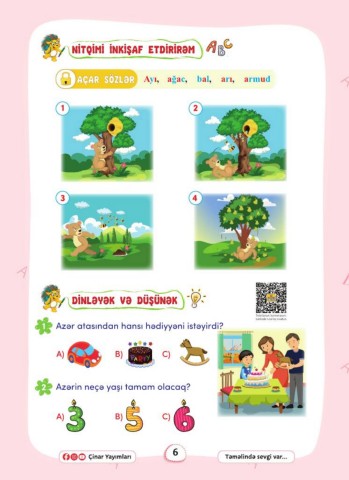 NİTQİMİ İNKİŞAF ETDİRİRƏM
ABC
AÇAR SÖZLƏR
Ayı, ağac, bal, arı, armud
1
2
3
4
DİNLƏYƏK VƏ DÜŞÜNƏK
1 Azər atasından hansı hədiyyəni istəyirdi?
A) B) C)
2 Azərin neçə yaşı tamam olacaq?
A) 3 B) 5 C) 6
Çinar Yayımları
6
Təməlində sevgi var...